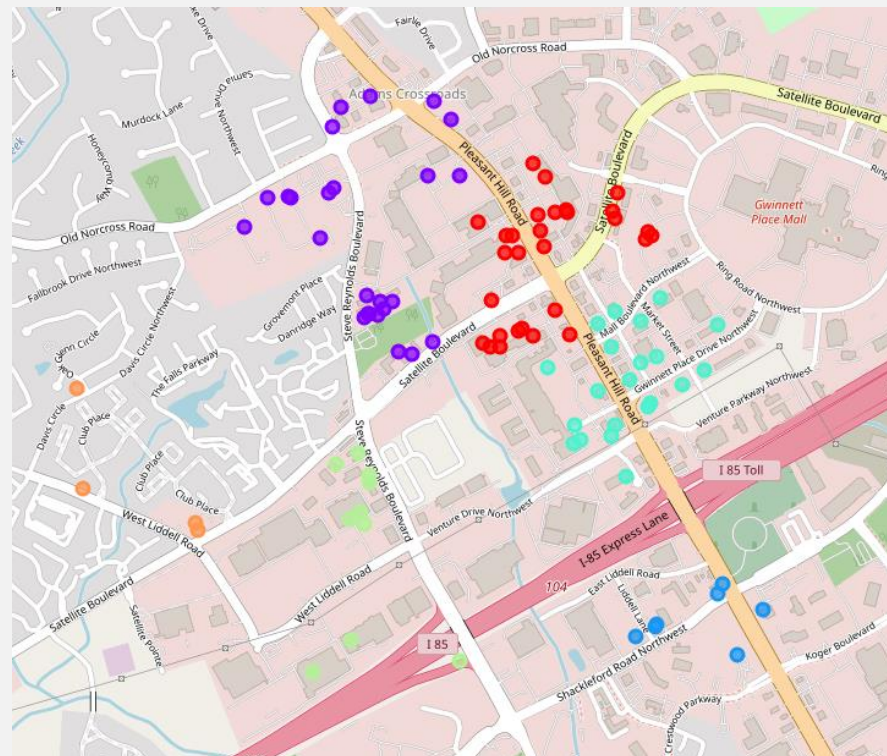 Fairlie Drive
Old Norcross Road
Samia
Drive Northwest
Murdock Lane
Honeycomb Way
Creek
Adams Crossroads
Satellite Boulevard
Pleasant Hill Road
Satellite Boulevard
Ring
Gwinnett
Place Mall
Old Norcross Road
Steve Reynolds Boulevard
Fallbrook Drive Northwest
Davis Circle Northwest
Grovemont Place
Danridge Way
Mall Boulevard Northwest
Ring Road Northwest
Market Street
Glenn Circle
Oak
The Falls Parkway
Satellite Boulevard
Pleasant Hill Road
Gwinnett Place Drive Northwest
Venture Parkway Northwest
Davis Circle
Club Place
Club Place
Club Place
Steve Reynolds Boulevard
I 85 Toll
West Liddell Road
Venture Drive Northwest
I-85 Express Lane
West Liddell Road
104
East Liddell Road
Liddell Lane
Satellite Boulevard
Satellite Pointe
I 85
Shackleford Road Northwest
Koger Boulevard
Crestwood Parkway